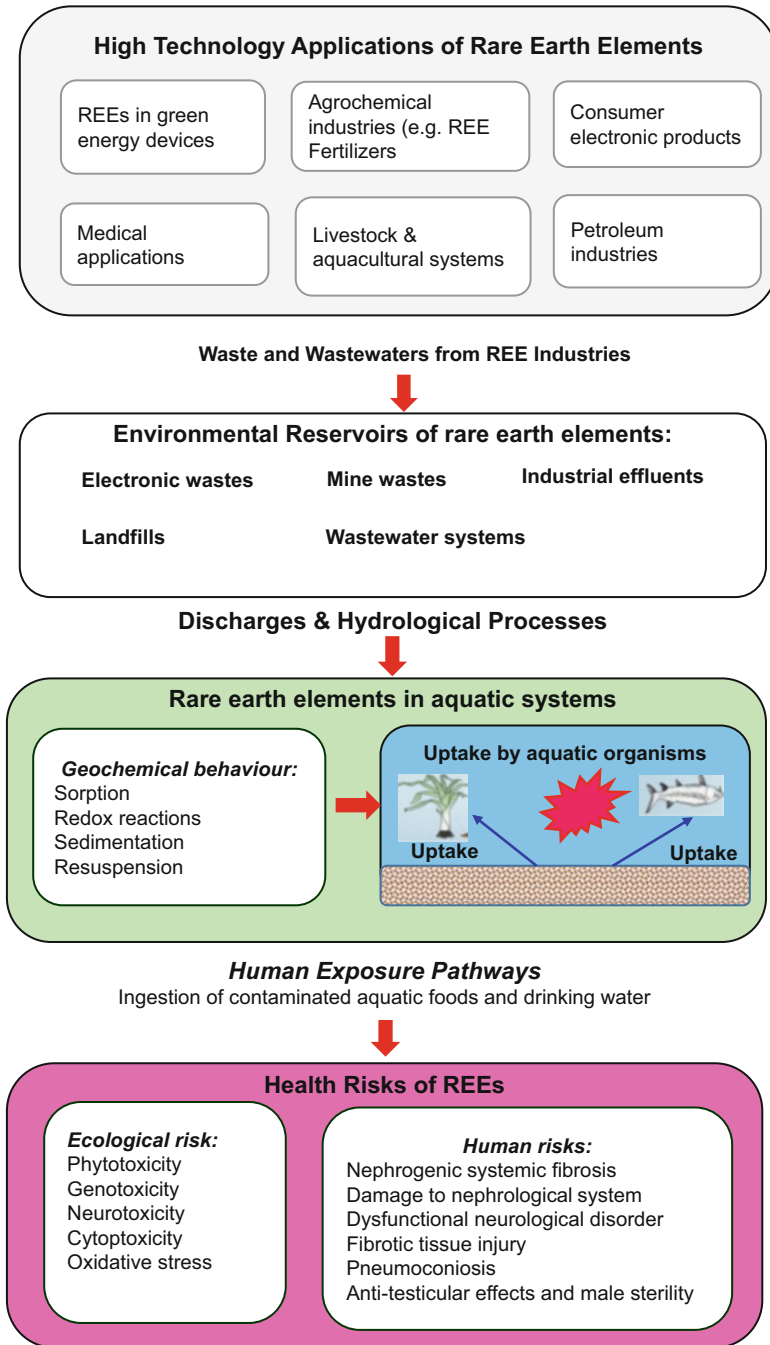 High Technology Applications of Rare Earth Elements
REEs in green
energy devices
Agrochemical
industries (e.g. REE
Fertilizers
Consumer
electronic products
Medical
applications
Livestock &
aquacultural systems
Petroleum
industries
Waste and Wastewaters from REE Industries
Environmental Reservoirs of rare earth elements:
Electronic wastes
Mine wastes
Industrial effluents
Landfills
Wastewater systems
Discharges & Hydrological Processes
Rare earth elements in aquatic systems
Geochemical behaviour:
Sorption
Redox reactions
Sedimentation
Resuspension
Uptake by aquatic organisms
Uptake
Uptake
Human Exposure Pathways
Ingestion of contaminated aquatic foods and drinking water
Health Risks of REEs
Ecological risk:
Phytotoxicity
Genotoxicity
Neurotoxicity
Cytoptoxicity
Oxidative stress
Human risks:
Nephrogenic systemic fibrosis
Damage to nephrological system
Dysfunctional neurological disorder
Fibrotic tissue injury
Pneumoconiosis
Anti-testicular effects and male sterility